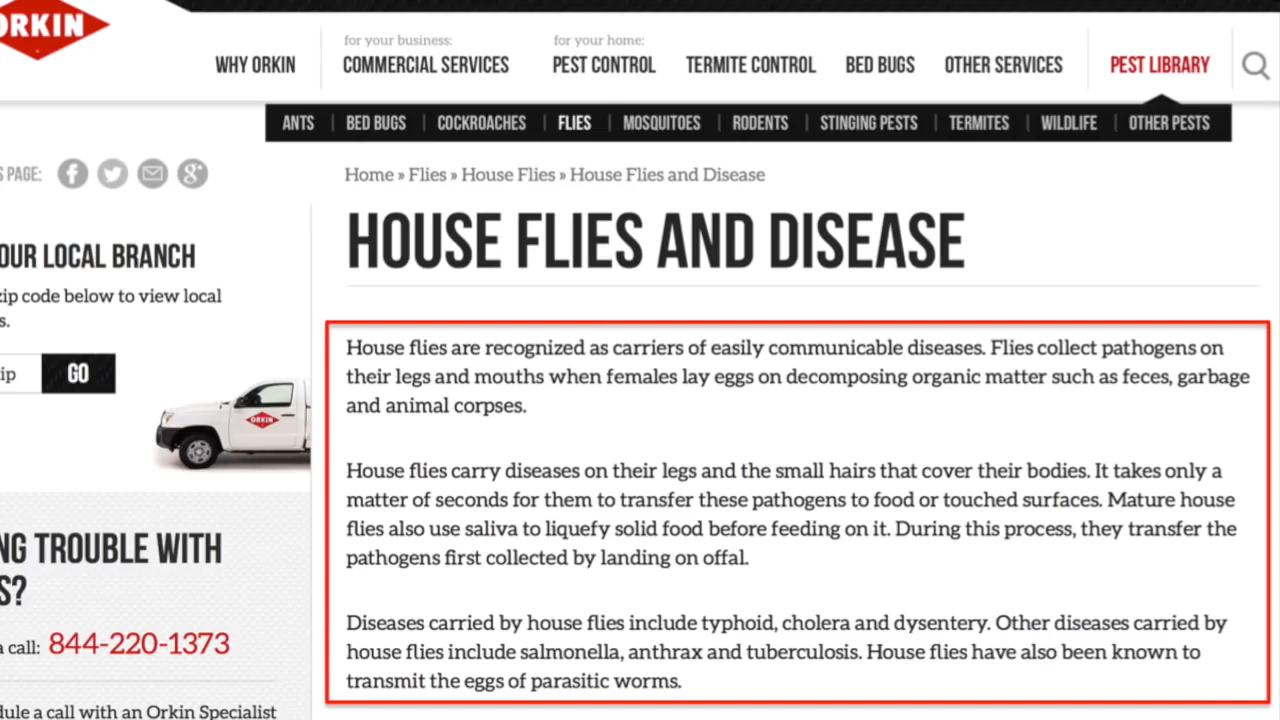 ORKIN
for your business:
for your home:
WHY ORKIN
COMMERCIAL SERVICES
PEST CONTROL
TERMITE CONTROL
BED BUGS
OTHER SERVICES
PEST LIBRARY
ANTS | BED BUGS | COCKROACHES | FLIES | MOSQUITOES | RODENTS | STINGING PESTS | TERMITES | WILDLIFE | OTHER PESTS
PAGE:
Home » Flies » House Flies » House Flies and Disease
HOUSE FLIES AND DISEASE
OUR LOCAL BRANCH
zip code below to view local
s.
ip
GO
ORKIN
House flies are recognized as carriers of easily communicable diseases. Flies collect pathogens on
their legs and mouths when females lay eggs on decomposing organic matter such as feces, garbage
and animal corpses.
House flies carry diseases on their legs and the small hairs that cover their bodies. It takes only a
matter of seconds for them to transfer these pathogens to food or touched surfaces. Mature house
flies also use saliva to liquefy solid food before feeding on it. During this process, they transfer the
pathogens first collected by landing on offal.
Diseases carried by house flies include typhoid, cholera and dysentery. Other diseases carried by
house flies include salmonella, anthrax and tuberculosis. House flies have also been known to
transmit the eggs of parasitic worms.
NG TROUBLE WITH
S?
a call: 844-220-1373
dule a call with an Orkin Specialist